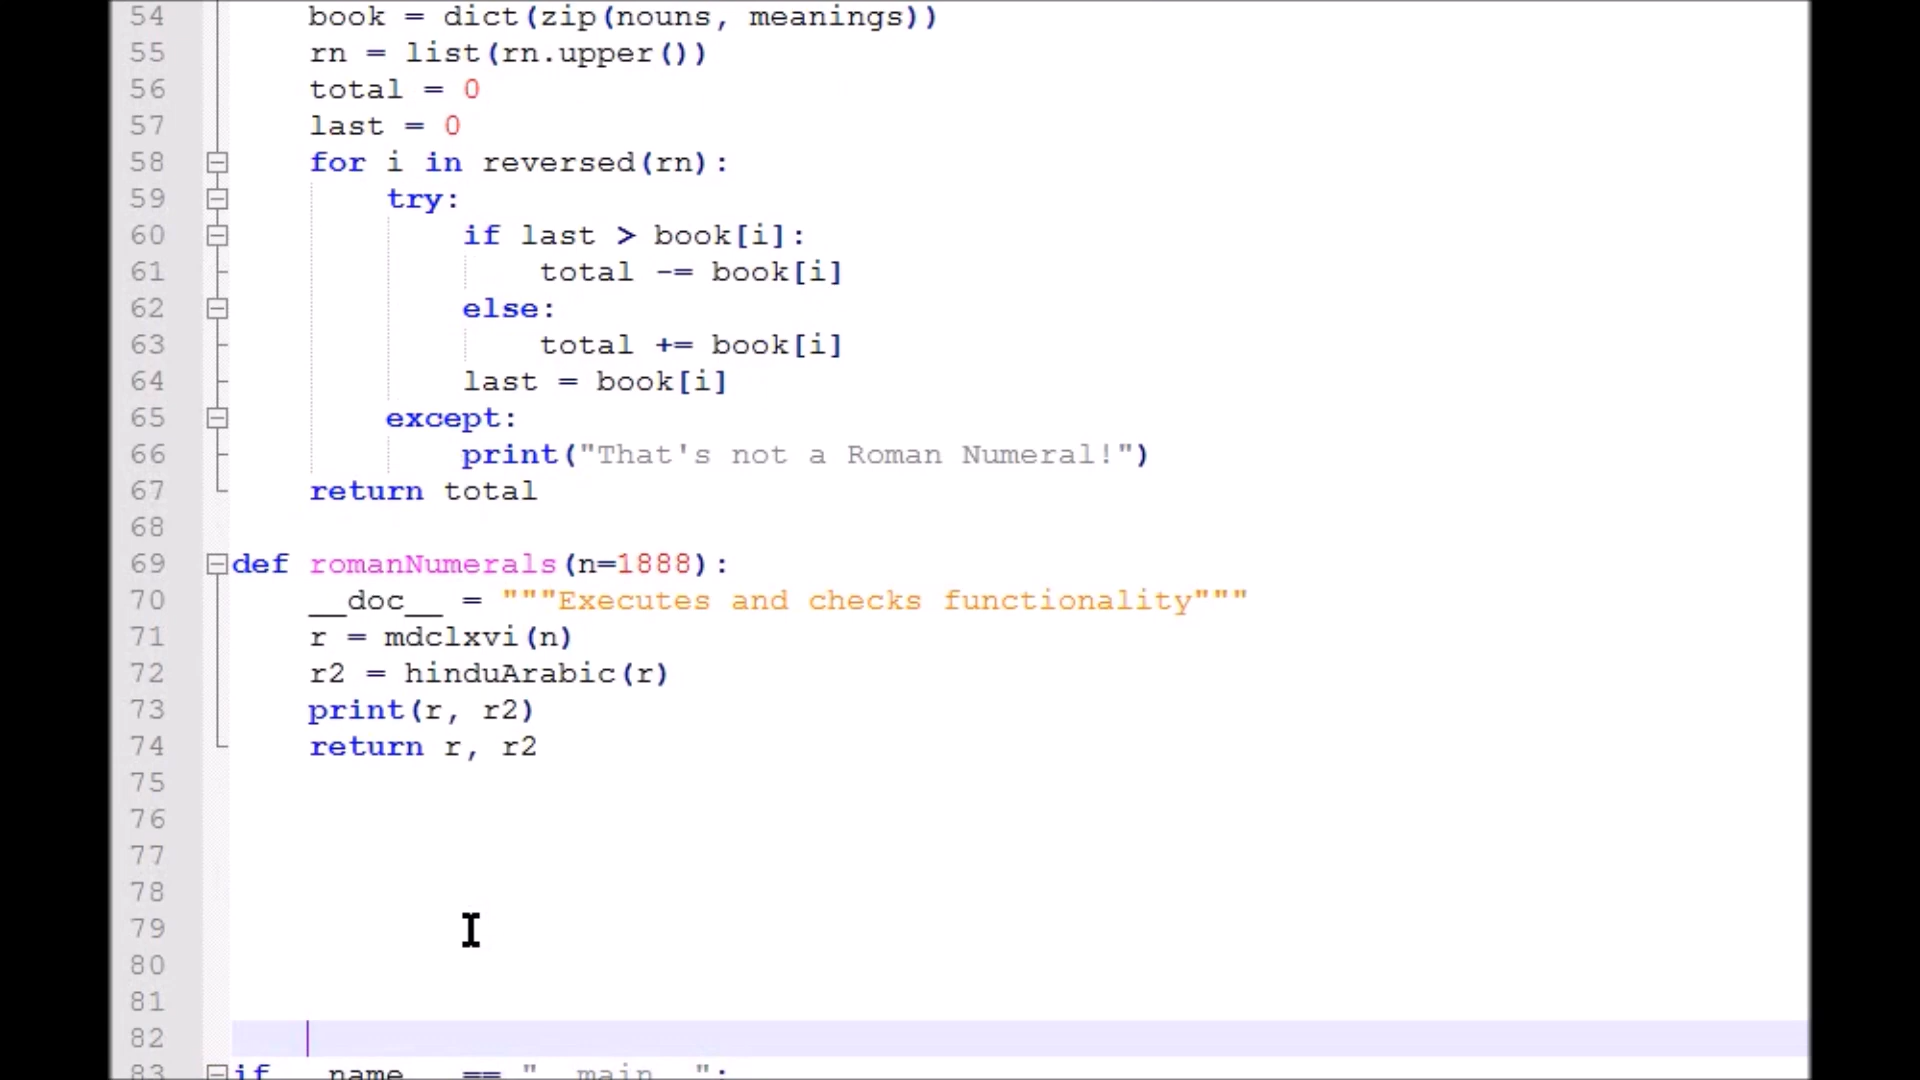 54 book = dict(zip(nouns, meanings))
55 rn = list(rn.upper())
56 total = 0
57 last = 0
58 for i in reversed(rn):
59 try:
60 if last > book[i]:
61 total -= book[i]
62 else:
63 total += book[i]
64 last = book[i]
65 except:
66 print("That's not a Roman Numeral!")
67 return total
68
69 def romanNumerals(n=1888):
70 __doc__ = """Executes and checks functionality"""
71 r = mdclxvi(n)
72 r2 = hinduArabic(r)
73 print(r, r2)
74 return r, r2
75
76
77
78
79
80
81
82
83 if __name__ == "__main__":